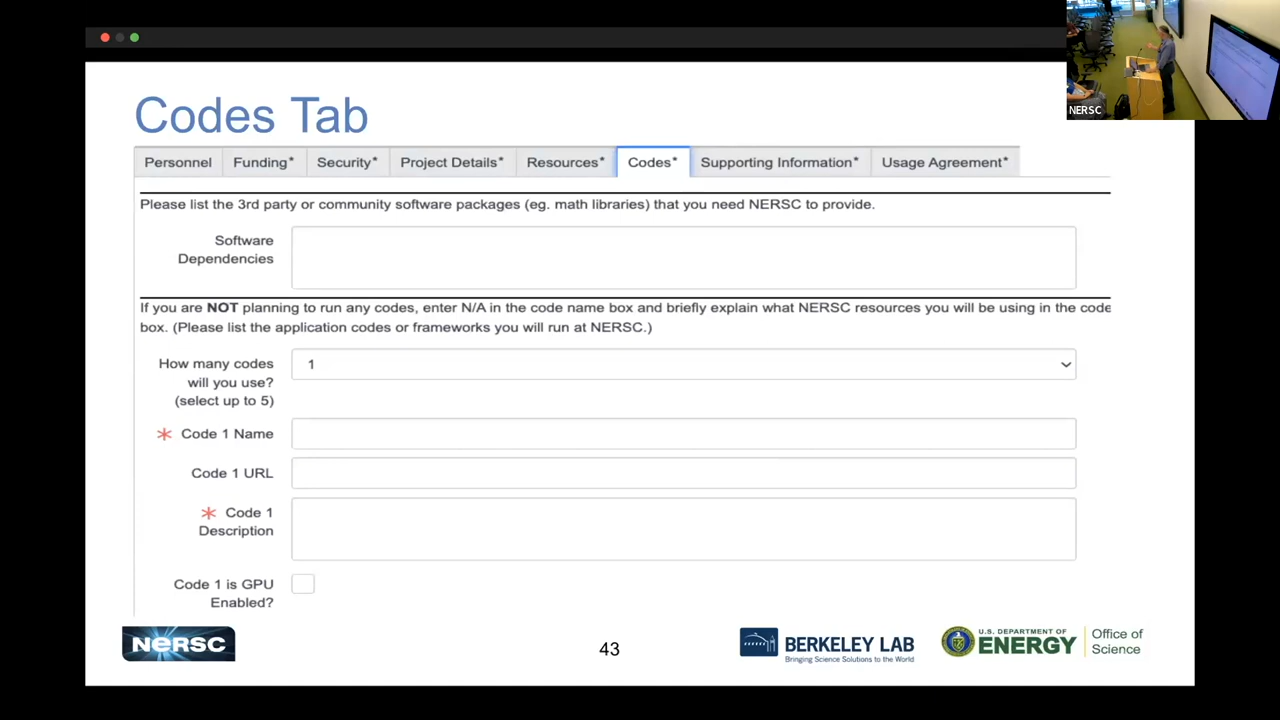 NERSC
Codes Tab
Personnel Funding* Security* Project Details* Resources* Codes* Supporting Information* Usage Agreement*
Please list the 3rd party or community software packages (eg. math libraries) that you need NERSC to provide.
Software
Dependencies
If you are NOT planning to run any codes, enter N/A in the code name box and briefly explain what NERSC resources you will be using in the code
box. (Please list the application codes or frameworks you will run at NERSC.)
How many codes
will you use?
(select up to 5)
1
* Code 1 Name
Code 1 URL
* Code 1
Description
Code 1 is GPU
Enabled?
NERSC
43
BERKELEY LAB
Bringing Science Solutions to the World
U.S. DEPARTMENT OF
ENERGY
Office of
Science